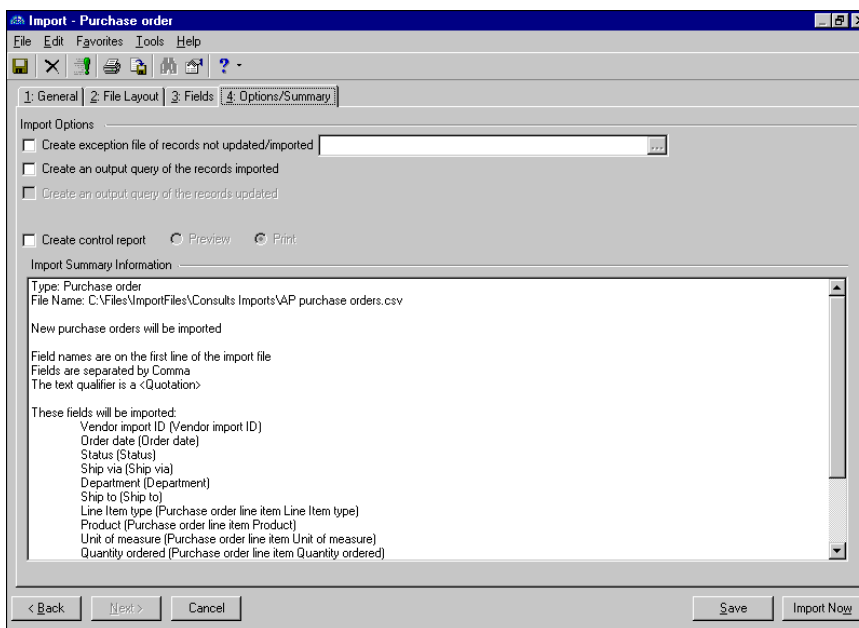 Import - Purchase order
File Edit Favorites Tools Help
1: General 2: File Layout 3: Fields 4: Options/Summary
Import Options
Create exception file of records not updated/imported ...
Create an output query of the records imported
Create an output query of the records updated
Create control report Preview Print
Import Summary Information
Type: Purchase order
File Name: C:\Files\ImportFiles\Consults Imports\AP purchase orders.csv
New purchase orders will be imported
Field names are on the first line of the import file
Fields are separated by Comma
The text qualifier is a <Quotation>
These fields will be imported:
Vendor import ID (Vendor import ID)
Order date (Order date)
Status (Status)
Ship via (Ship via)
Department (Department)
Ship to (Ship to)
Line Item type (Purchase order line item Line Item type)
Product (Purchase order line item Product)
Unit of measure (Purchase order line item Unit of measure)
Quantity ordered (Purchase order line item Quantity ordered)
< Back Next > Cancel Save Import Now